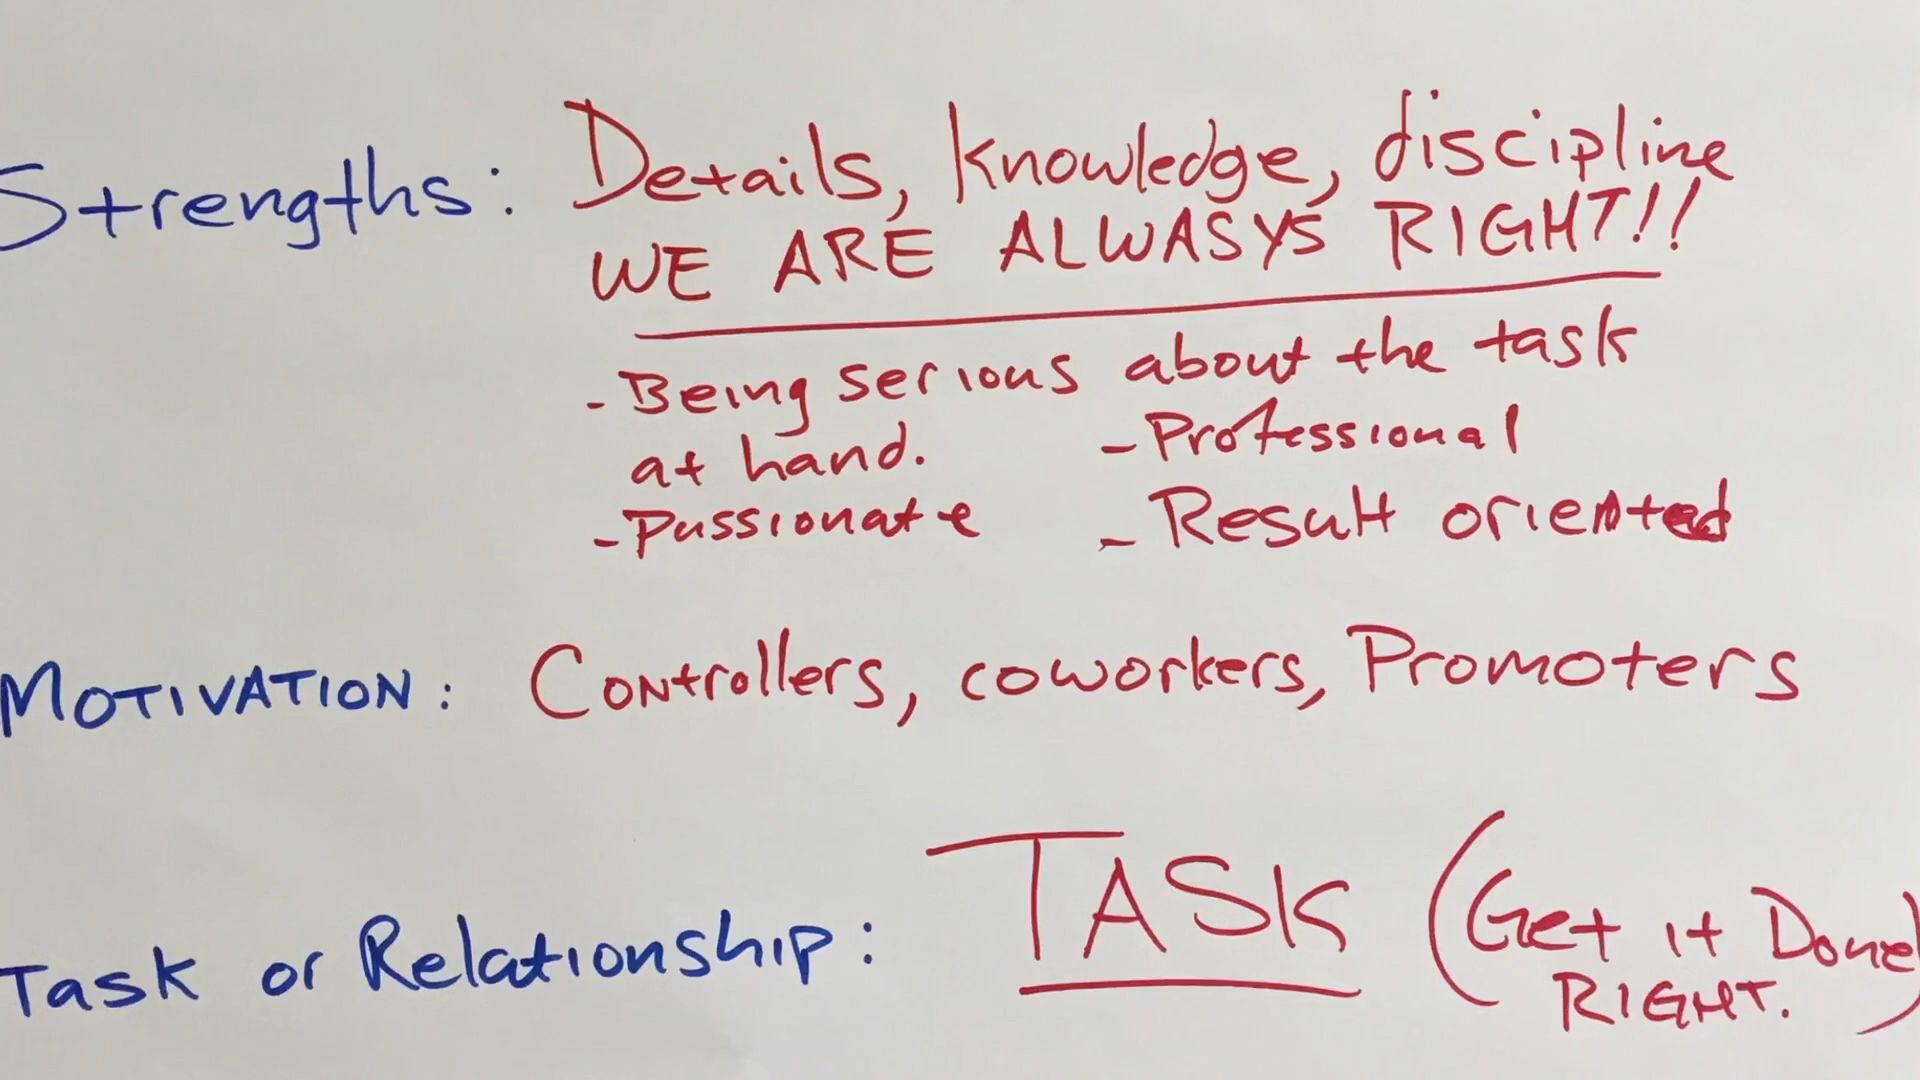 Strengths: Details, Knowledge, discipline
WE ARE ALWASYS RIGHT!!
- Being serious about the task
at hand.
- Professional
- Passionate
- Result oriented
MOTIVATION: Controllers, coworkers, Promoters
Task or Relationship: TASK (Get it Done
RIGHT.)